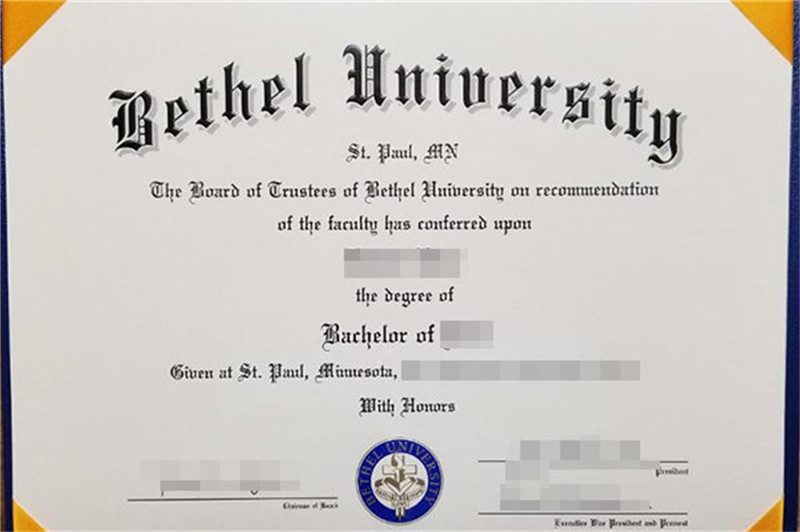 Bethel University
St. Paul, MN
The Board of Trustees of Bethel University on recommendation
of the faculty has conferred upon
the degree of
Bachelor of
Given at St. Paul, Minnesota,
With Honors
BETHEL UNIVERSITY
President
Chairman of Board
Executive Vice President and Provost